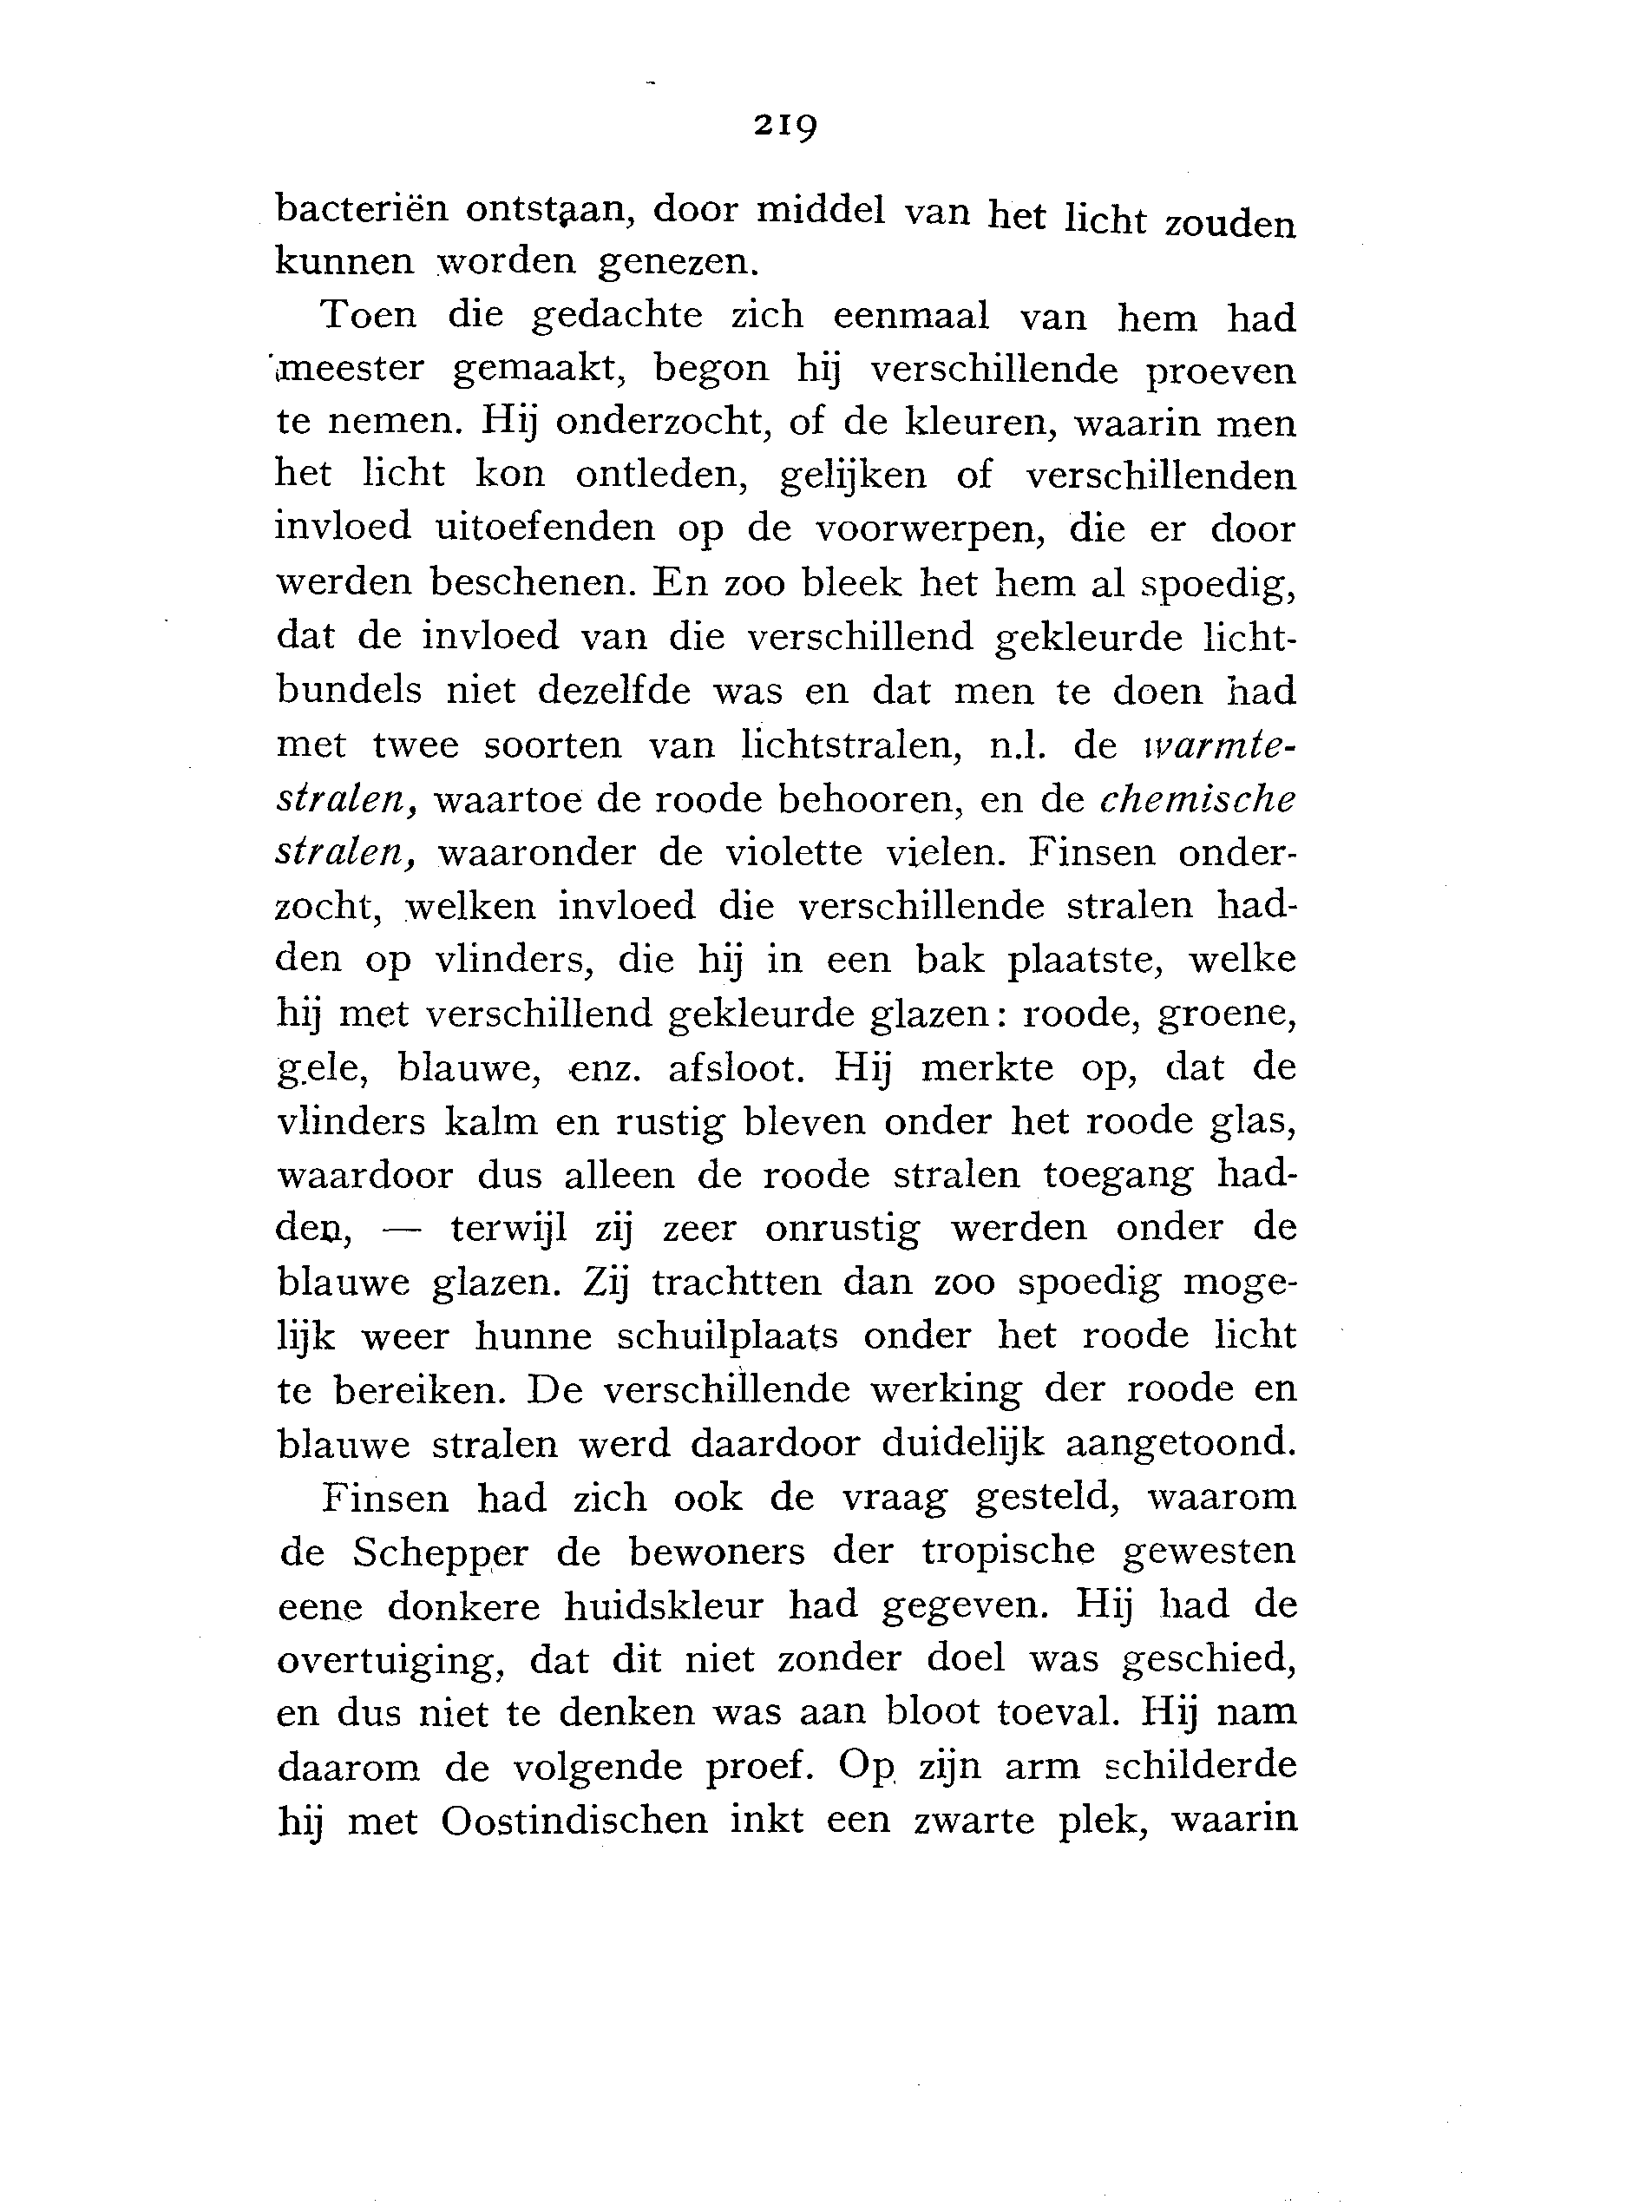 219
bacteriën ontstaan, door middel van het licht zouden
kunnen worden genezen.
Toen die gedachte zich eenmaal van hem had
meester gemaakt, begon hij verschillende proeven
te nemen. Hij onderzocht, of de kleuren, waarin men
het licht kon ontleden, gelijken of verschillenden
invloed uitoefenden op de voorwerpen, die er door
werden beschenen. En zoo bleek het hem al spoedig,
dat de invloed van die verschillend gekleurde licht-
bundels niet dezelfde was en dat men te doen had
met twee soorten van lichtstralen, n.l. de warmte-
stralen, waartoe de roode behooren, en de chemische
stralen, waaronder de violette vielen. Finsen onder-
zocht, welken invloed die verschillende stralen had-
den op vlinders, die hij in een bak plaatste, welke
hij met verschillend gekleurde glazen: roode, groene,
gele, blauwe, enz. afsloot. Hij merkte op, dat de
vlinders kalm en rustig bleven onder het roode glas,
waardoor dus alleen de roode stralen toegang had-
den, — terwijl zij zeer onrustig werden onder de
blauwe glazen. Zij trachtten dan zoo spoedig moge-
lijk weer hunne schuilplaats onder het roode licht
te bereiken. De verschillende werking der roode en
blauwe stralen werd daardoor duidelijk aangetoond.
Finsen had zich ook de vraag gesteld, waarom
de Schepper de bewoners der tropische gewesten
eene donkere huidskleur had gegeven. Hij had de
overtuiging, dat dit niet zonder doel was geschied,
en dus niet te denken was aan bloot toeval. Hij nam
daarom de volgende proef. Op zijn arm schilderde
hij met Oostindischen inkt een zwarte plek, waarin